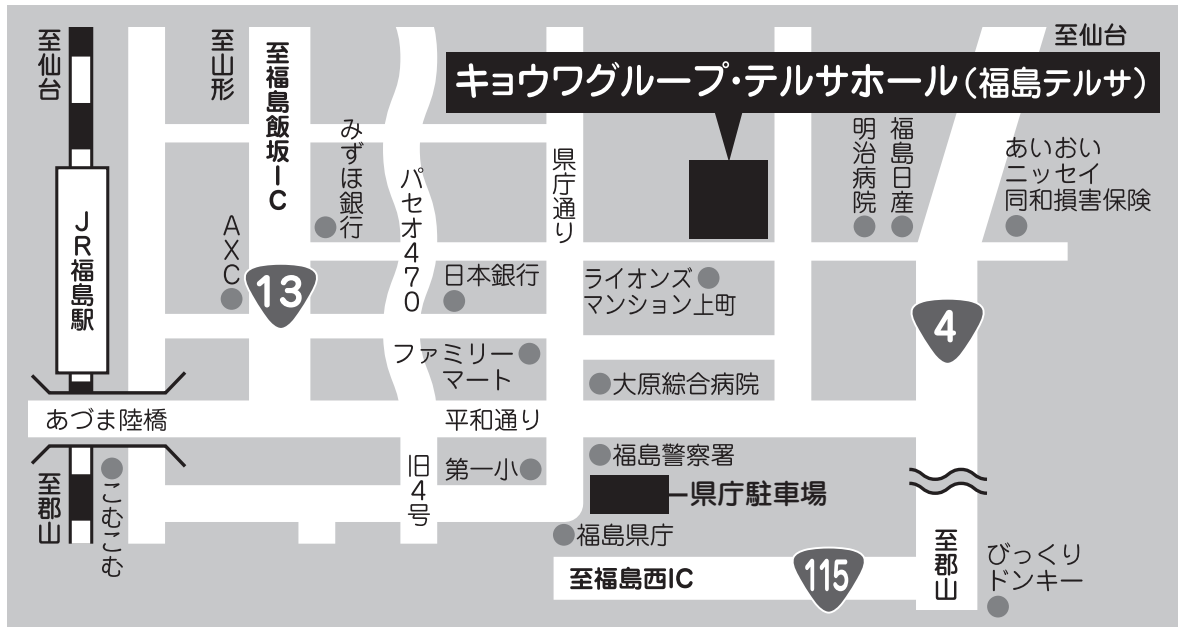 至仙台
至山形
至福島飯坂IC
至仙台
キョウワグループ・テルサホール（福島テルサ）
みずほ銀行
パセオ470
県庁通り
明治病院
福島日産
あいおい
ニッセイ
同和損害保険
JR福島駅
AXC
13
日本銀行
ライオンズ
マンション上町
4
ファミリー
マート
大原綜合病院
あづま陸橋
平和通り
旧4号
第一小
福島警察署
県庁駐車場
至郡山
こむこむ
福島県庁
至福島西IC
115
至郡山
びっくり
ドンキー